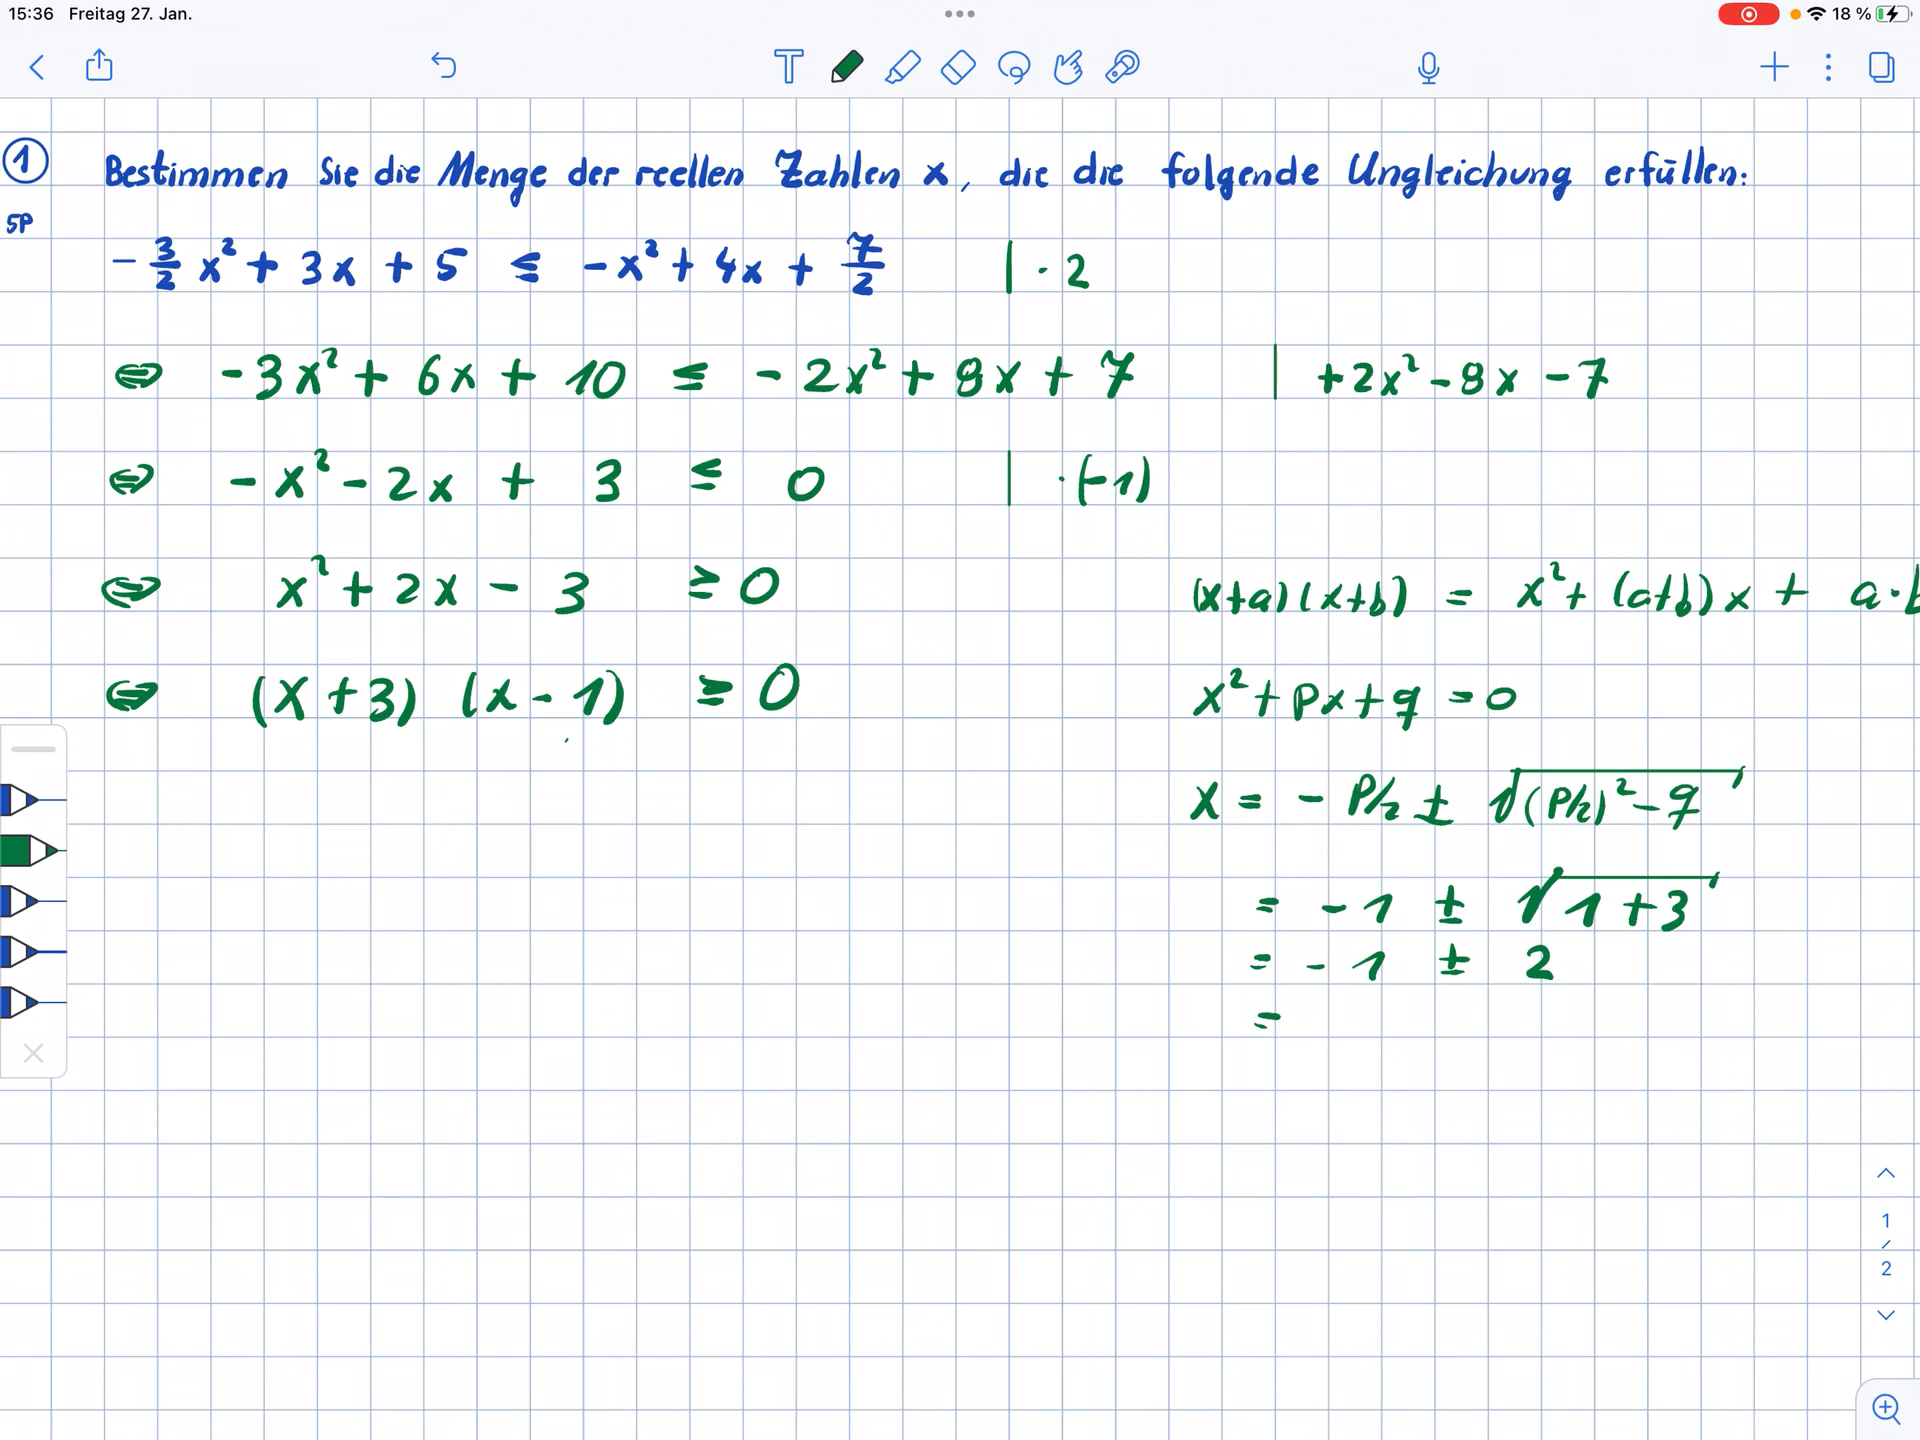 15:36 Freitag 27. Jan. 18 %
① Bestimmen Sie die Menge der reellen Zahlen x, die die folgende Ungleichung erfüllen:
5P
-3/2 x² + 3x + 5 ≤ -x² + 4x + 7/2 | · 2
⇔ -3x² + 6x + 10 ≤ -2x² + 8x + 7 | +2x² - 8x - 7
⇔ -x² - 2x + 3 ≤ 0 | · (-1)
⇔ x² + 2x - 3 ≥ 0
(x+a)(x+b) = x² + (a+b)x + a·b
⇔ (x+3) (x-1) ≥ 0
x² + px + q = 0
x = - p/2 ± √(p/2)² - q
= -1 ± √1+3
= -1 ± 2
=
1
/
2